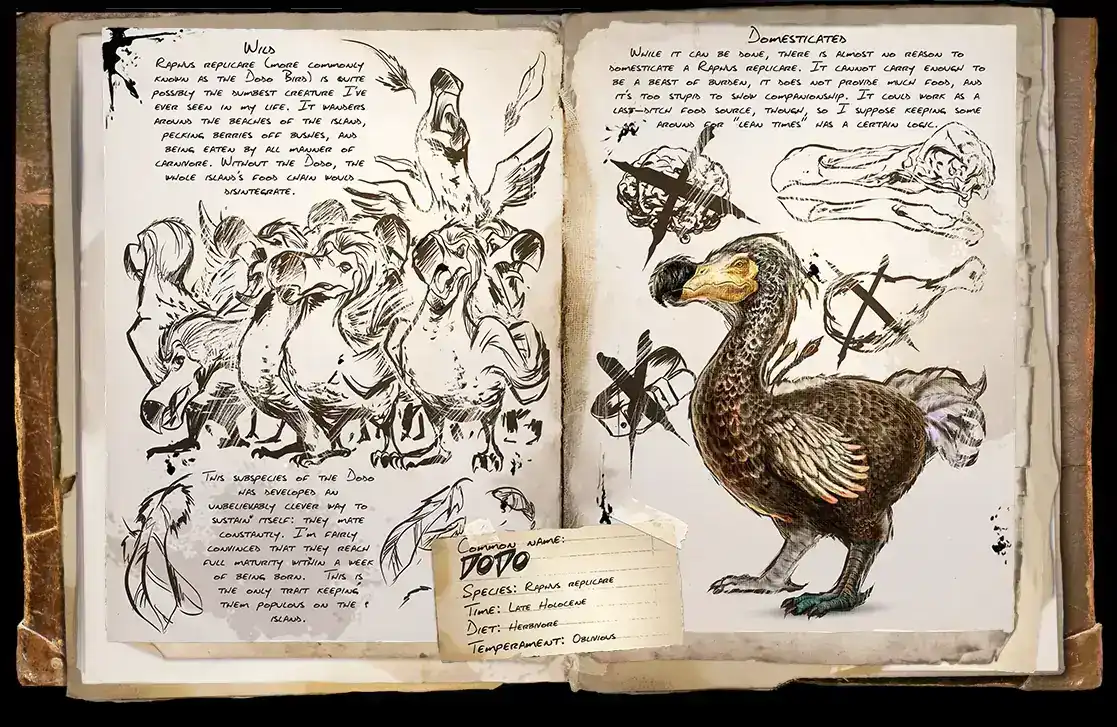 Wild
Raphus replicare (more commonly
known as the Dodo Bird) is quite
possibly the dumbest creature I've
ever seen in my life. It wanders
around the beaches of the island,
pecking berries off bushes, and
being eaten by all manner of
carnivore. Without the Dodo, the
whole island's food chain would
disintegrate.
This subspecies of the Dodo
has developed an
unbelievably clever way to
sustain itself: they mate
constantly. I'm fairly
convinced that they reach
full maturity within a week
of being born. This is
the only trait keeping
them populous on the
island.
Domesticated
While it can be done, there is almost no reason to
domesticate a Raphus replicare. It cannot carry enough to
be a beast of burden, it does not provide much food, and
it's too stupid to show companionship. It could work as a
last-ditch food source, though, so I suppose keeping some
around for "lean times" has a certain logic.
Common name:
Dodo
Species: Raphus replicare
Time: Late Holocene
Diet: Herbivore
Temperament: Oblivious